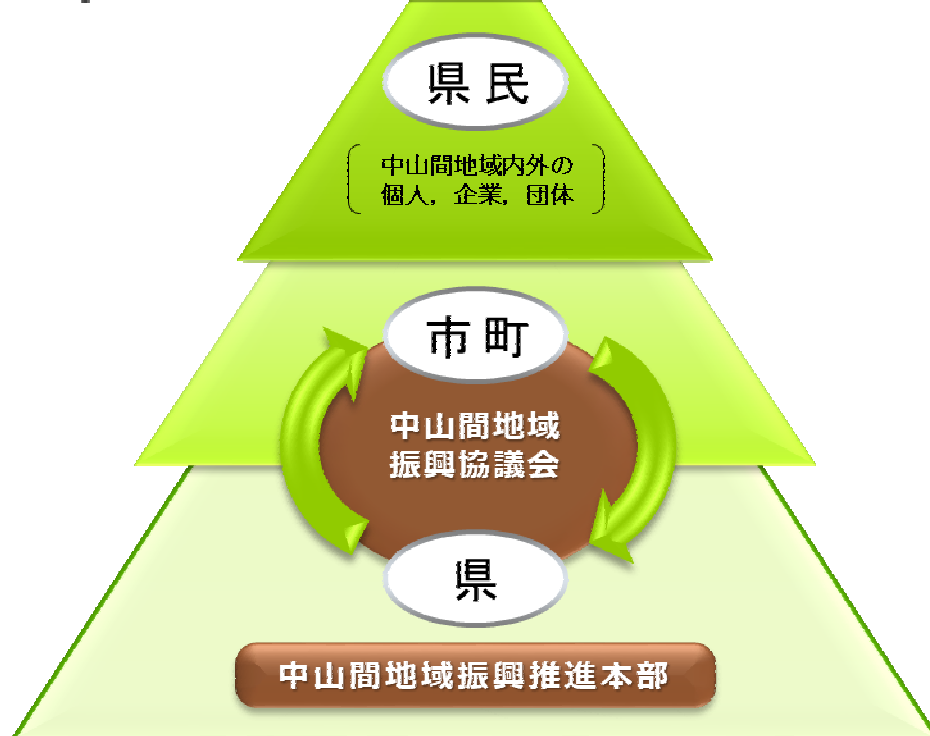 県民
中山間地域内外の
個人，企業，団体
市町
中山間地域
振興協議会
県
中山間地域振興推進本部